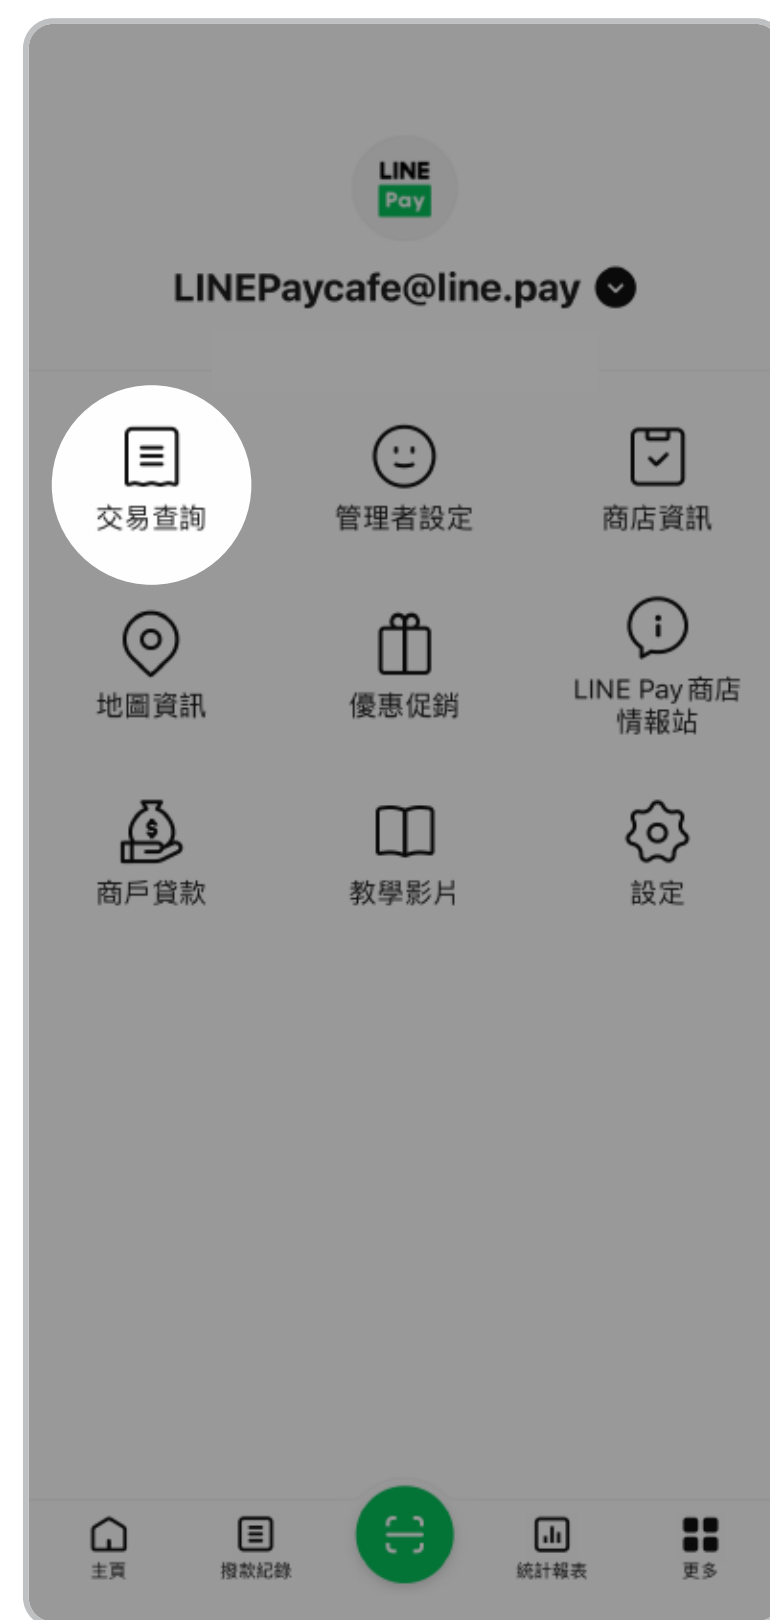 LINE
Pay
LINEPaycafe@line.pay
交易查詢
管理者設定
商店資訊
地圖資訊
優惠促銷
LINE Pay 商店
情報站
商戶貸款
教學影片
設定
主頁
撥款紀錄
統計報表
更多